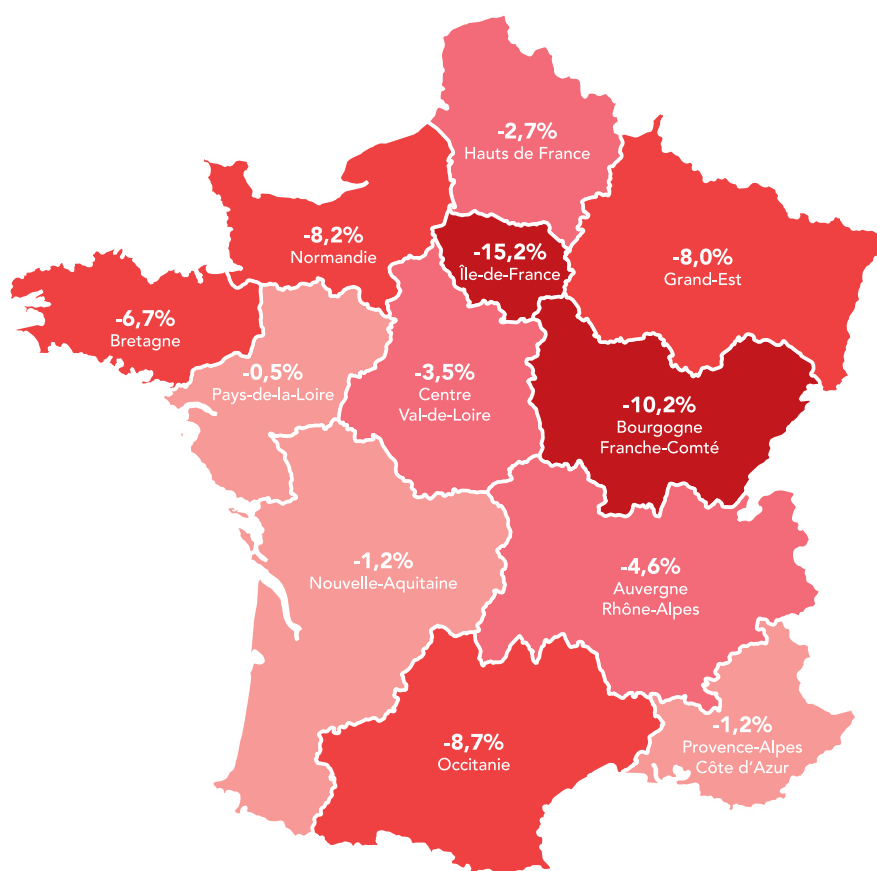 -2,7%
Hauts de France
-8,2%
Normandie
-15,2%
Île-de-France
-8,0%
Grand-Est
-6,7%
Bretagne
-0,5%
Pays-de-la-Loire
-3,5%
Centre
Val-de-Loire
-10,2%
Bourgogne
Franche-Comté
-1,2%
Nouvelle-Aquitaine
-4,6%
Auvergne
Rhône-Alpes
-8,7%
Occitanie
-1,2%
Provence-Alpes
Côte d'Azur